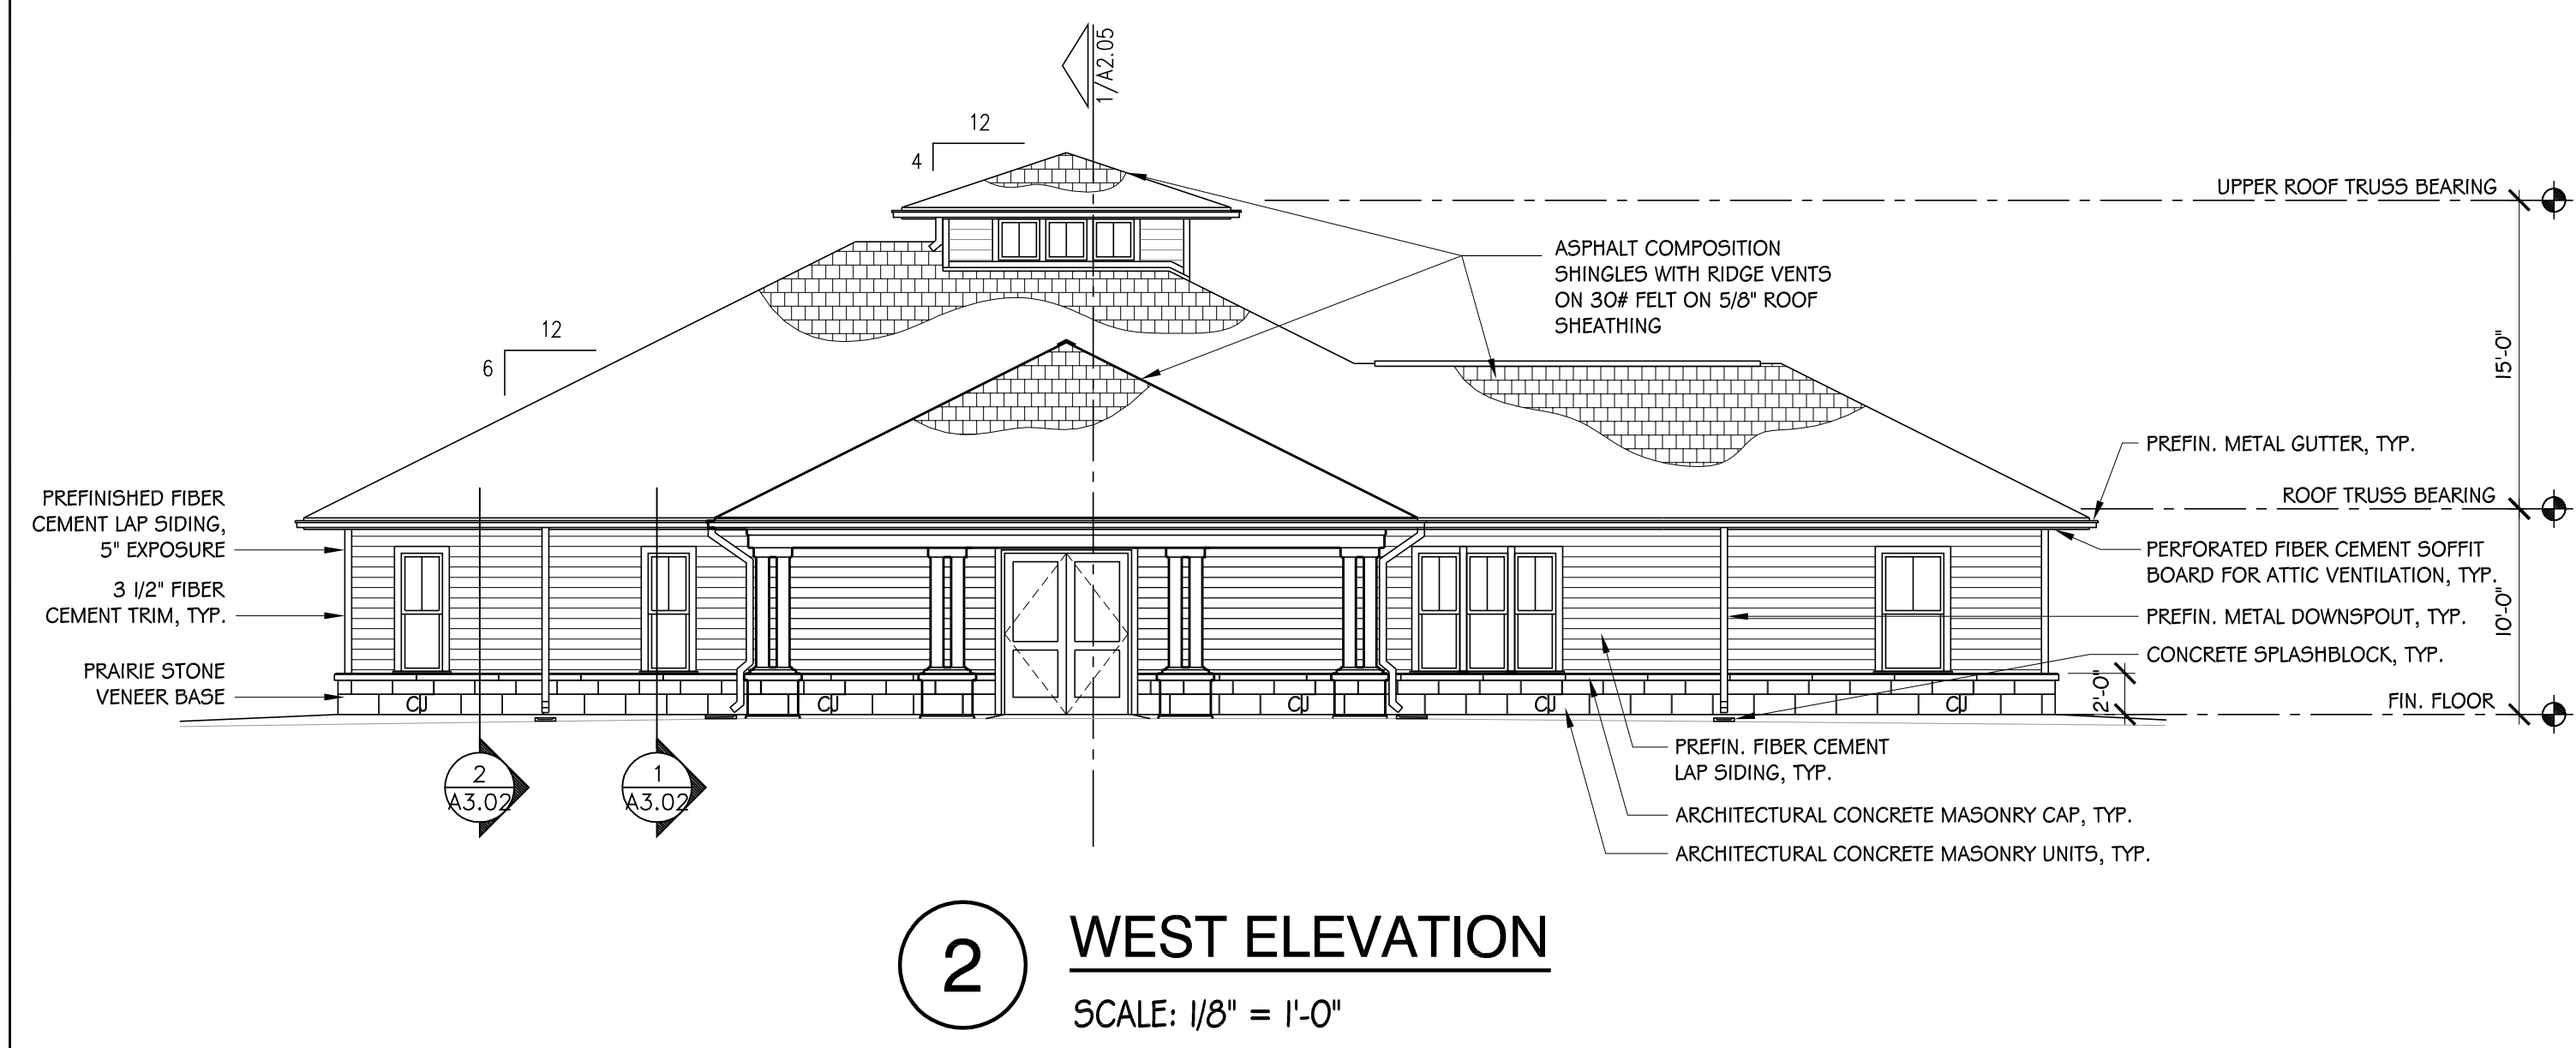 1/A2.05
12
4
UPPER ROOF TRUSS BEARING
ASPHALT COMPOSITION
SHINGLES WITH RIDGE VENTS
ON 30# FELT ON 5/8" ROOF
SHEATHING
12
6
15'-0"
PREFIN. METAL GUTTER, TYP.
ROOF TRUSS BEARING
PREFINISHED FIBER
CEMENT LAP SIDING,
5" EXPOSURE
3 1/2" FIBER
CEMENT TRIM, TYP.
PRAIRIE STONE
VENEER BASE
PERFORATED FIBER CEMENT SOFFIT
BOARD FOR ATTIC VENTILATION, TYP.
PREFIN. METAL DOWNSPOUT, TYP.
10'-0"
CONCRETE SPLASHBLOCK, TYP.
2'-0"
FIN. FLOOR
CJ
CJ
CJ
CJ
CJ
PREFIN. FIBER CEMENT
LAP SIDING, TYP.
2
A3.02
1
A3.02
ARCHITECTURAL CONCRETE MASONRY CAP, TYP.
ARCHITECTURAL CONCRETE MASONRY UNITS, TYP.
2
WEST ELEVATION
SCALE: 1/8" = 1'-0"